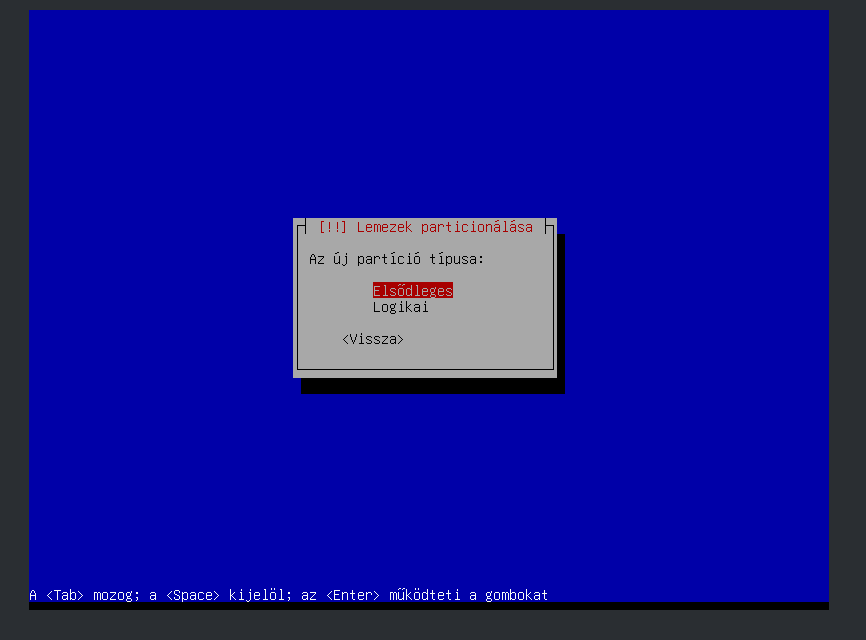 [!!] Lemezek particionálása
Az új partíció típusa:
Elsődleges
Logikai
<Vissza>
A <Tab> mozog; a <Space> kijelöl; az <Enter> működteti a gombokat